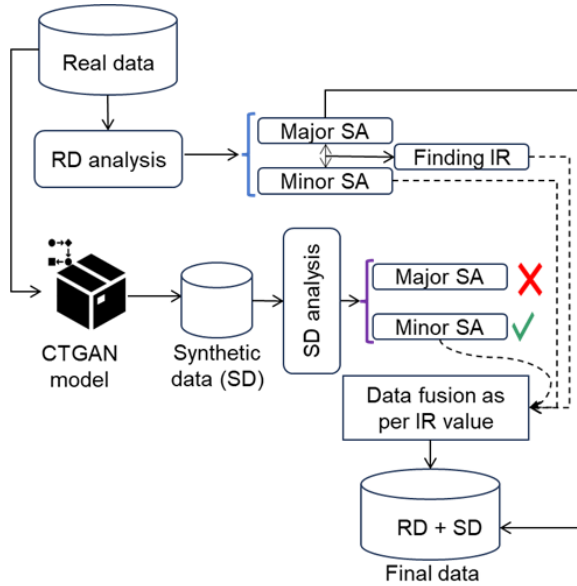 Real data
RD analysis
Major SA
Finding IR
Minor SA
CTGAN
model
Synthetic
data (SD)
SD analysis
Major SA
Minor SA
Data fusion as
per IR value
RD + SD
Final data